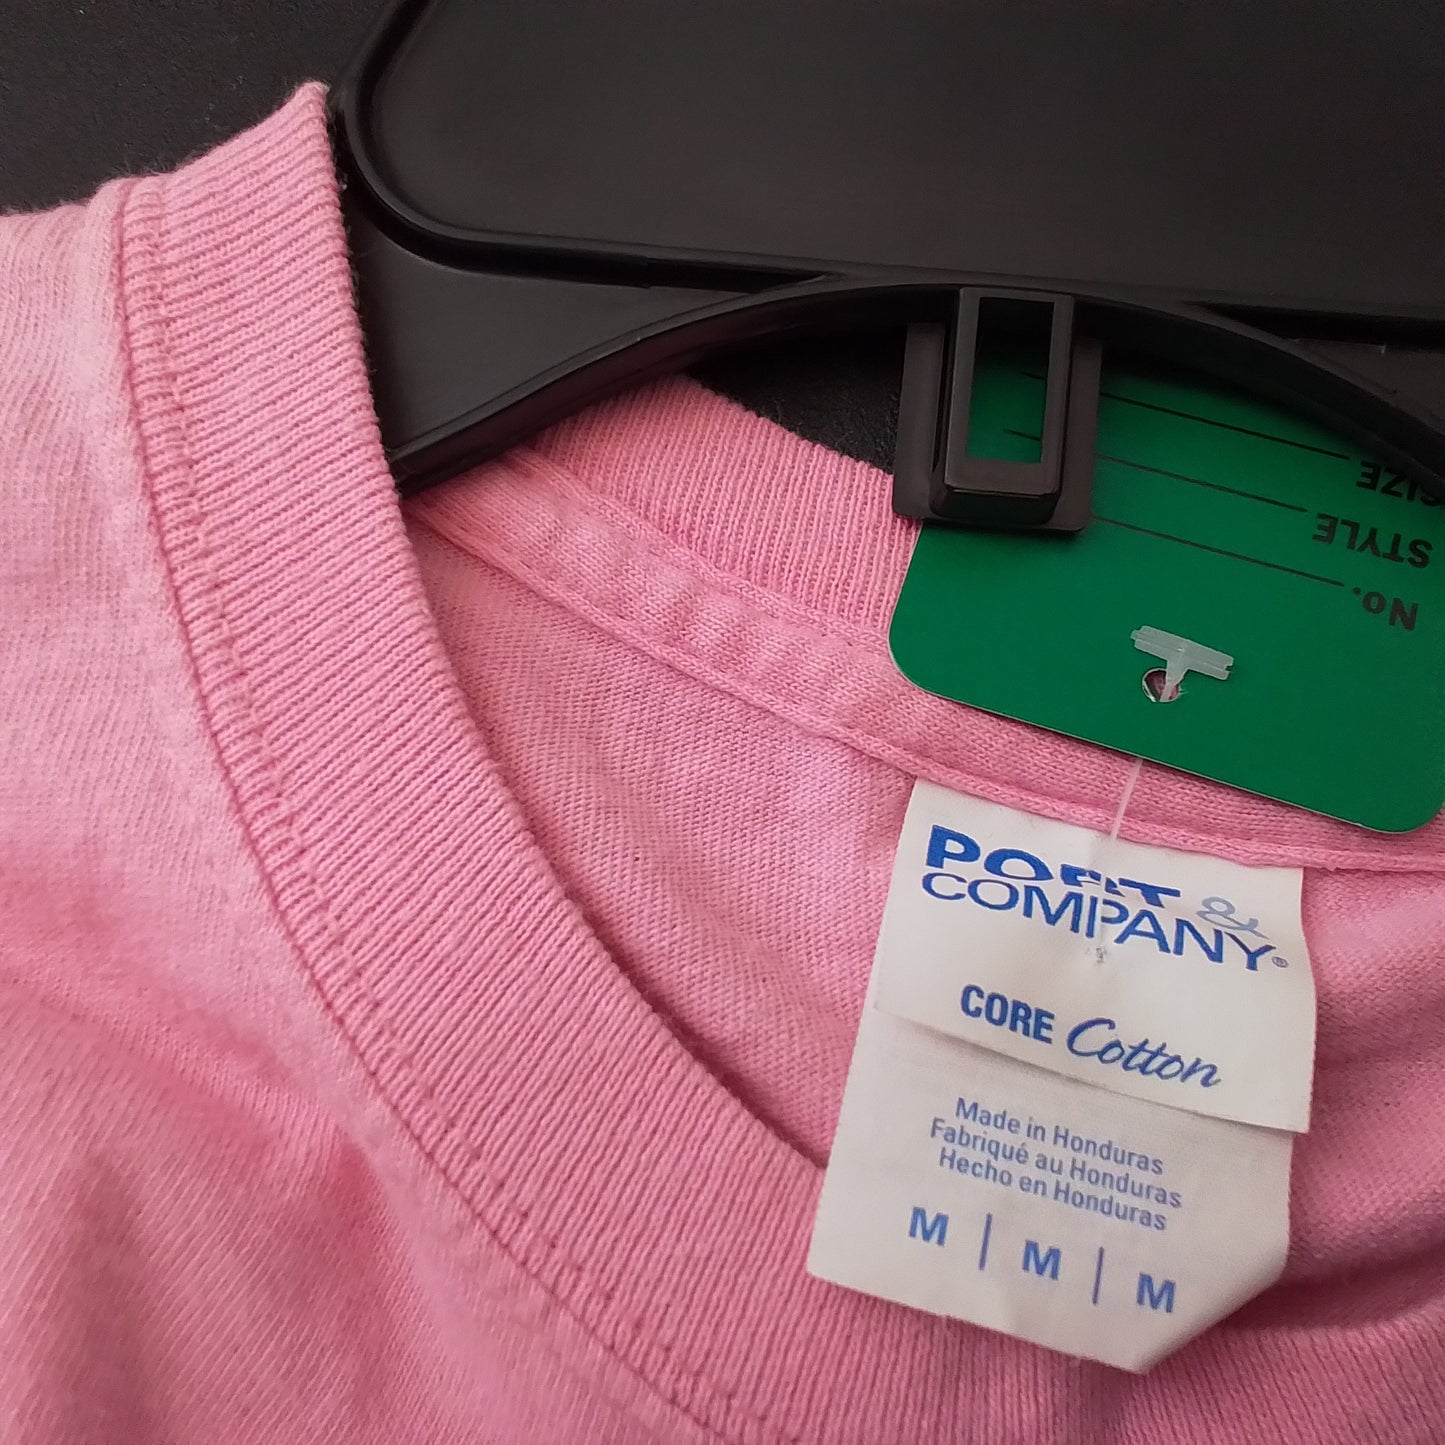 SIZE
STYLE
No.
PORT &
COMPANY®
CORE Cotton
Made in Honduras
Fabriqué au Honduras
Hecho en Honduras
M | M | M